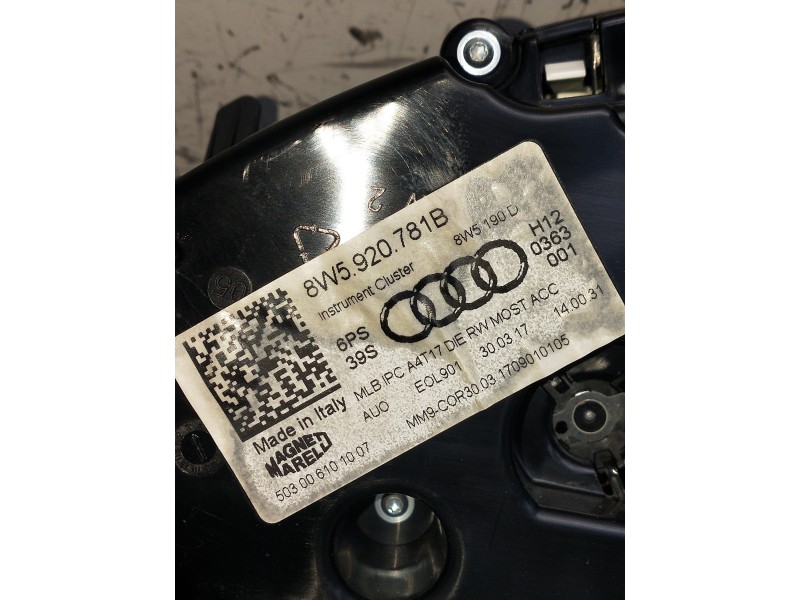 8W5.920.781B
Instrument Cluster
8W5 190 D
H12
0363
001
6PS
39S
MLB IPC A4T17 DIE RW MOST ACC
AUO EOL901 30.03.17 14:00:31
MM9-COR30.03.1709010105
Made in Italy
MAGNETI
MARELLI
503 00 610 10 07